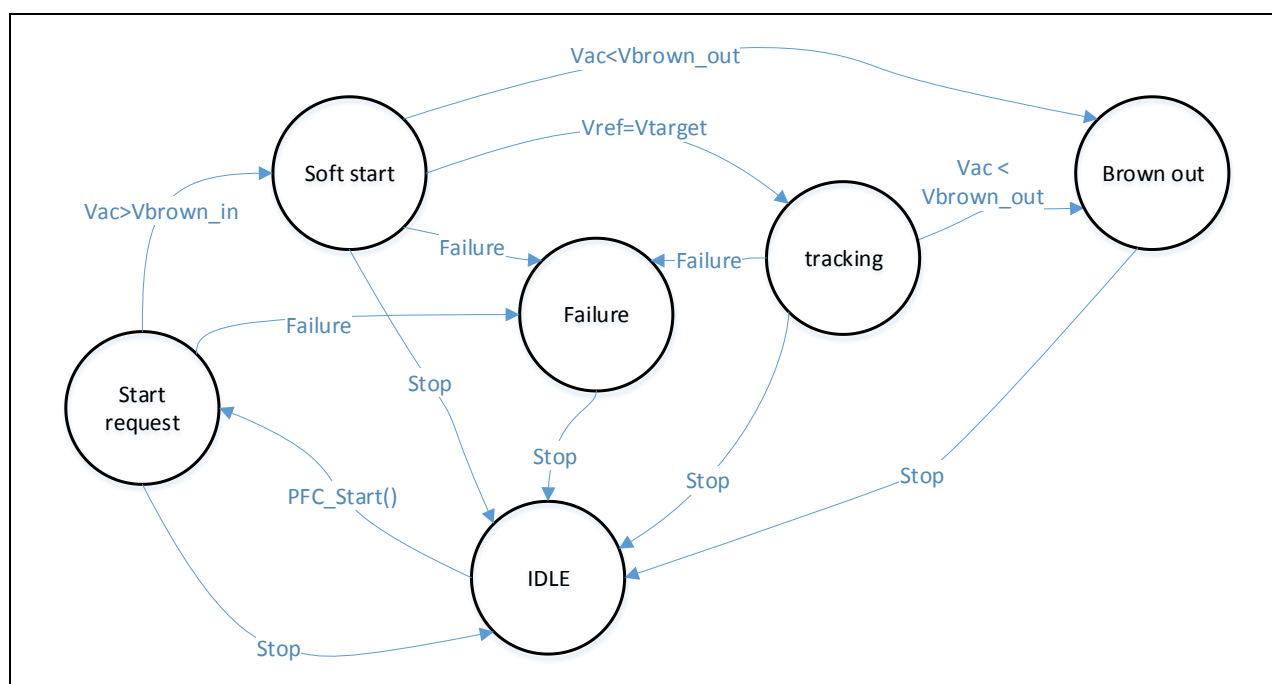 Vac<Vbrown_out
Vref=Vtarget
Soft start
Vac <
Vbrown_out
Brown out
Vac>Vbrown_in
Failure
Failure
tracking
Failure
Failure
Start
request
Stop
Stop
Stop
Stop
PFC_Start()
IDLE
Stop